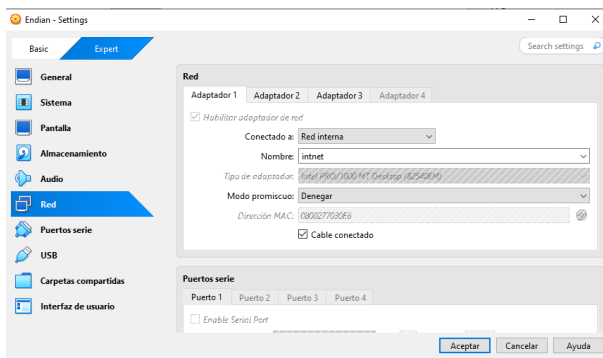 Endian - Settings
Basic
Expert
Search settings
General
Sistema
Pantalla
Almacenamiento
Audio
Red
Puertos serie
USB
Carpetas compartidas
Interfaz de usuario
Red
Adaptador 1 Adaptador 2 Adaptador 3 Adaptador 4
Habilitar adaptador de red
Conectado a: Red interna
Nombre: intnet
Tipo de adaptador: Intel PRO/1000 MT Desktop (82540EM)
Modo promiscuo: Denegar
Dirección MAC: 0800277030E6
Cable conectado
Puertos serie
Puerto 1 Puerto 2 Puerto 3 Puerto 4
Enable Serial Port
Aceptar Cancelar Ayuda